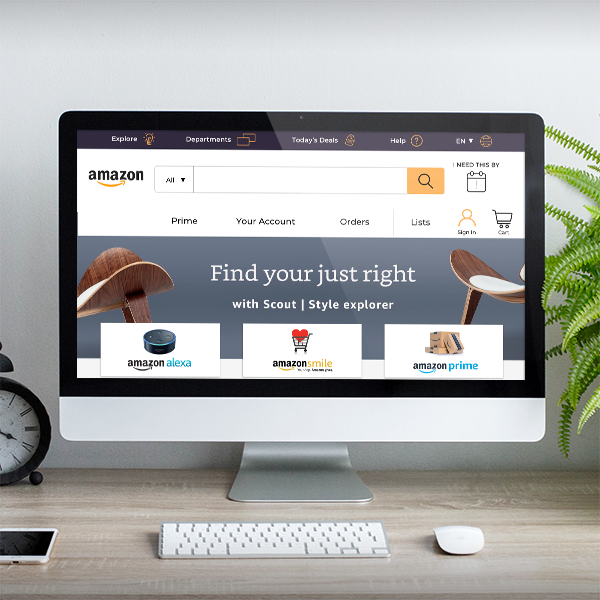 Explore Departments Today's Deals Help EN ▼
amazon All ▼ I NEED THIS BY
Prime Your Account Orders Lists Sign In Cart
Find your just right
with Scout | Style explorer
amazon alexa amazonsmile amazon prime